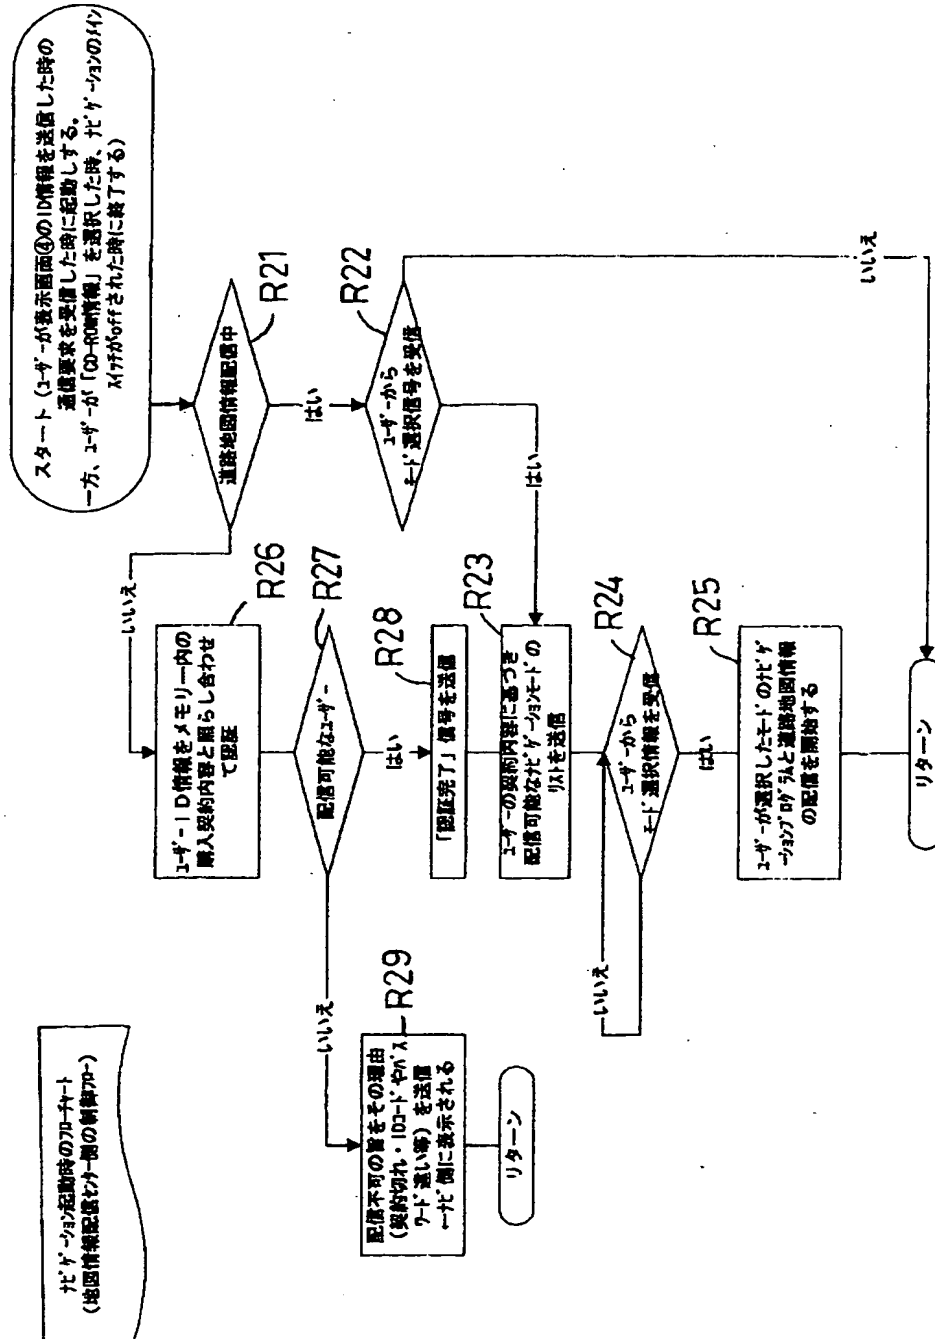 ナビゲーション起動時のフローチャート
(地図情報配信センター側の制御フロー)
スタート (ユーザーが表示画面④のID情報を送信した時の
通信要求を受信した時に起動しする。
一方、ユーザーが「CD-ROM情報」を選択した時、ナビゲーションのメイン
スイッチがoffされた時に終了する)
道路地図情報配信中
R21
はい
いいえ
ユーザーから
モード選択信号を受信
R22
はい
いいえ
ユーザーID情報をメモリー内の
購入契約内容と照らし合わせ
て認証
R26
配信可能なユーザー
R27
はい
いいえ
「認証完了」信号を送信
R28
ユーザーの契約内容に基づき
配信可能なナビゲーションモードの
リストを送信
R23
ユーザーから
モード選択情報を受信
R24
はい
いいえ
ユーザーが選択したモードのナビゲ
ーションプログラムと道路地図情報
の配信を開始する
R25
リターン
配信不可の旨をその理由
(契約切れ・IDコードやパス
ワード違い等) を送信
←ナビ側に表示される
R29
リターン